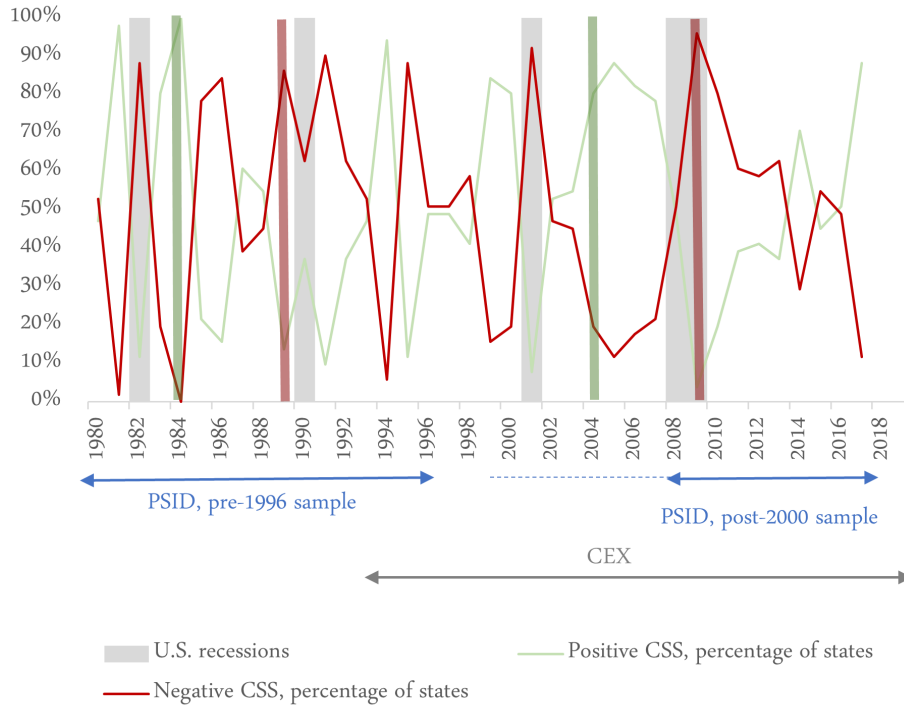 100%
90%
80%
70%
60%
50%
40%
30%
20%
10%
0%
1980 1982 1984 1986 1988 1990 1992 1994 1996 1998 2000 2002 2004 2006 2008 2010 2012 2014 2016 2018
PSID, pre-1996 sample
PSID, post-2000 sample
CEX
U.S. recessions
Positive CSS, percentage of states
Negative CSS, percentage of states